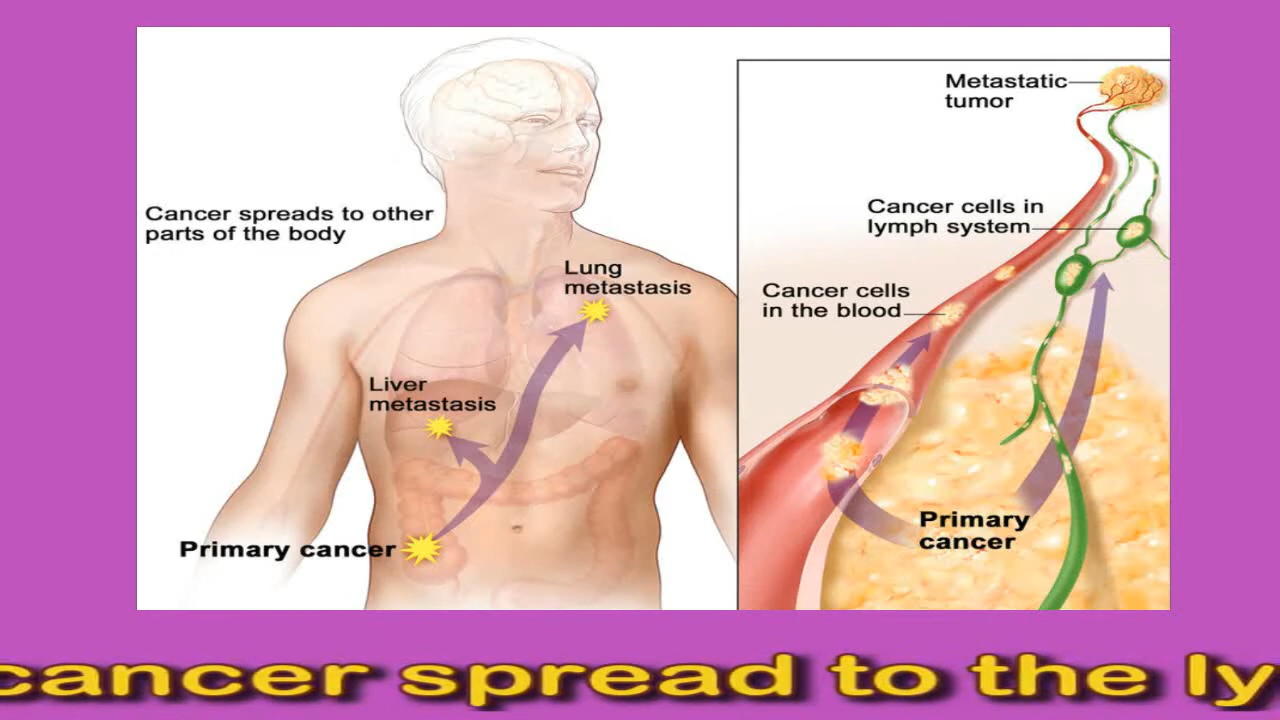 Cancer spreads to other
parts of the body
Lung
metastasis
Liver
metastasis
Primary cancer
Metastatic
tumor
Cancer cells in
lymph system
Cancer cells
in the blood
Primary
cancer
cancer spread to the ly